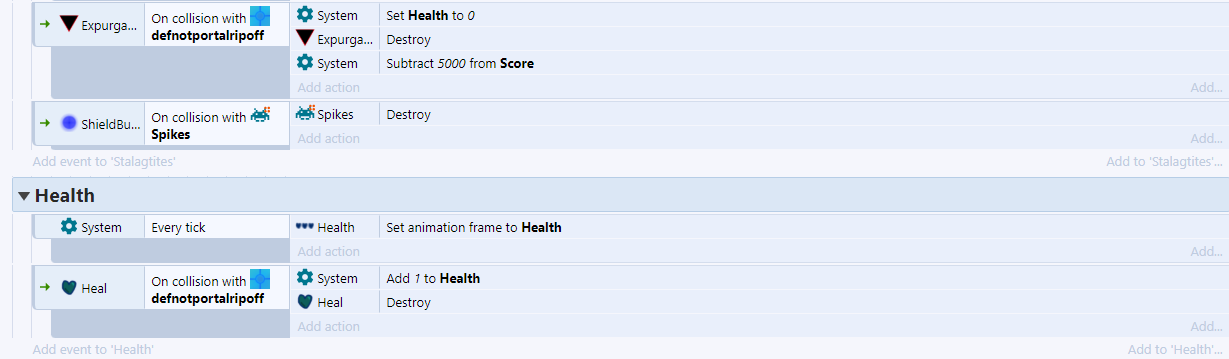 Expurga... On collision with defnotportalripoff System Set Health to 0
Expurga... Destroy
System Subtract 5000 from Score
Add action Add...
ShieldBu... On collision with Spikes Spikes Destroy
Add action Add...
Add event to 'Stalagtites' Add to 'Stalagtites'...
Health
System Every tick Health Set animation frame to Health
Add action Add...
Heal On collision with defnotportalripoff System Add 1 to Health
Heal Destroy
Add action Add...
Add event to 'Health' Add to 'Health'...